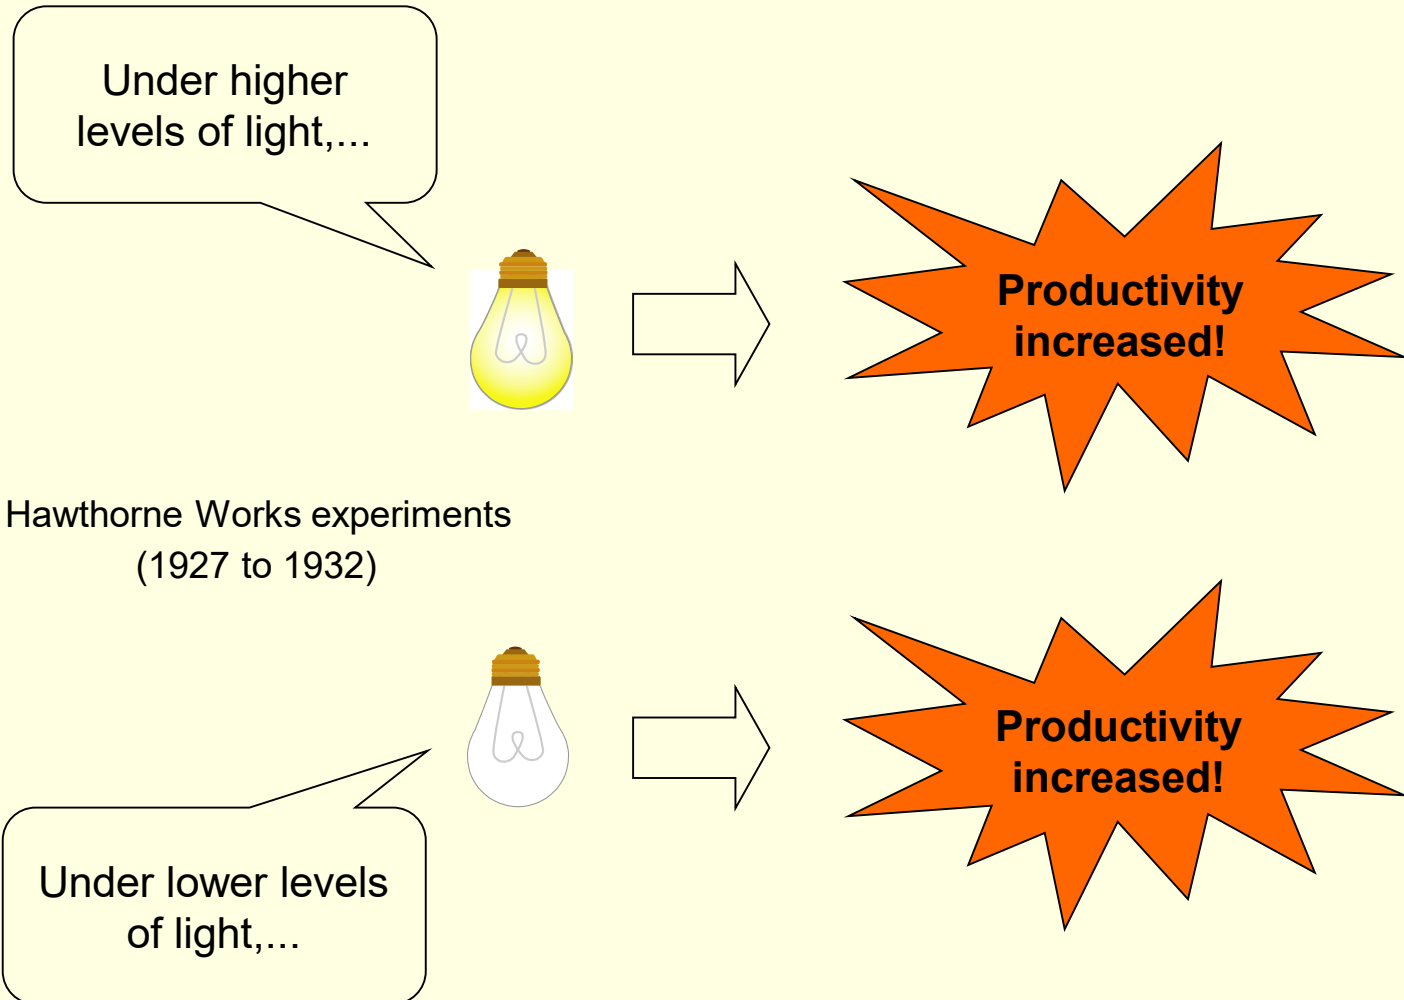 Under higher
levels of light,...
Productivity
increased!
Hawthorne Works experiments
(1927 to 1932)
Productivity
increased!
Under lower levels
of light,...